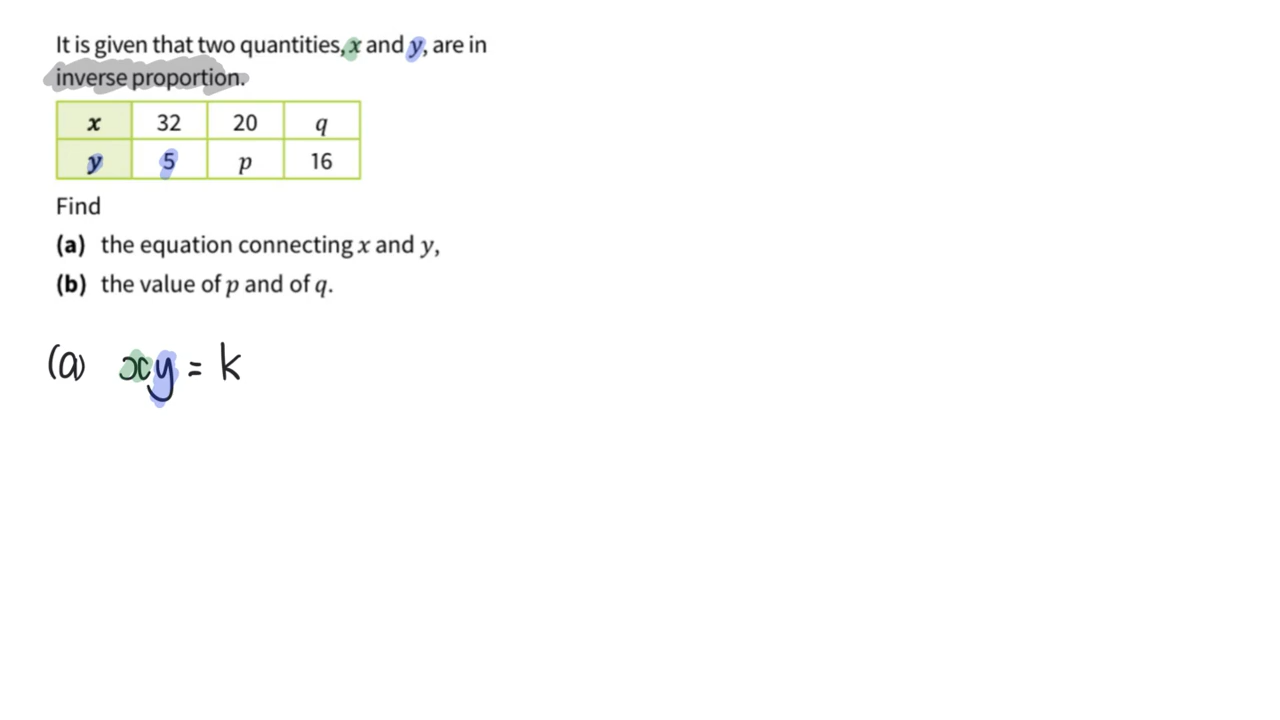 It is given that two quantities, x and y, are in
inverse proportion.
x 32 20 q
y 5 p 16
Find
(a) the equation connecting x and y,
(b) the value of p and of q.
(a) xy = k